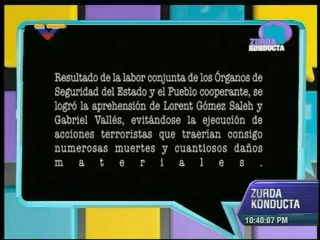 ZURDA
KONDUCTA
Resultado de la labor conjunta de los Órganos de
Seguridad del Estado y el Pueblo cooperante, se
logró la aprehensión de Lorent Gómez Saleh y
Gabriel Vallés, evitándose la ejecución de
acciones terroristas que traerían consigo
numerosas muertes y cuantiosos daños
materiales.
ZURDA
KONDUCTA
10:40:07 PM